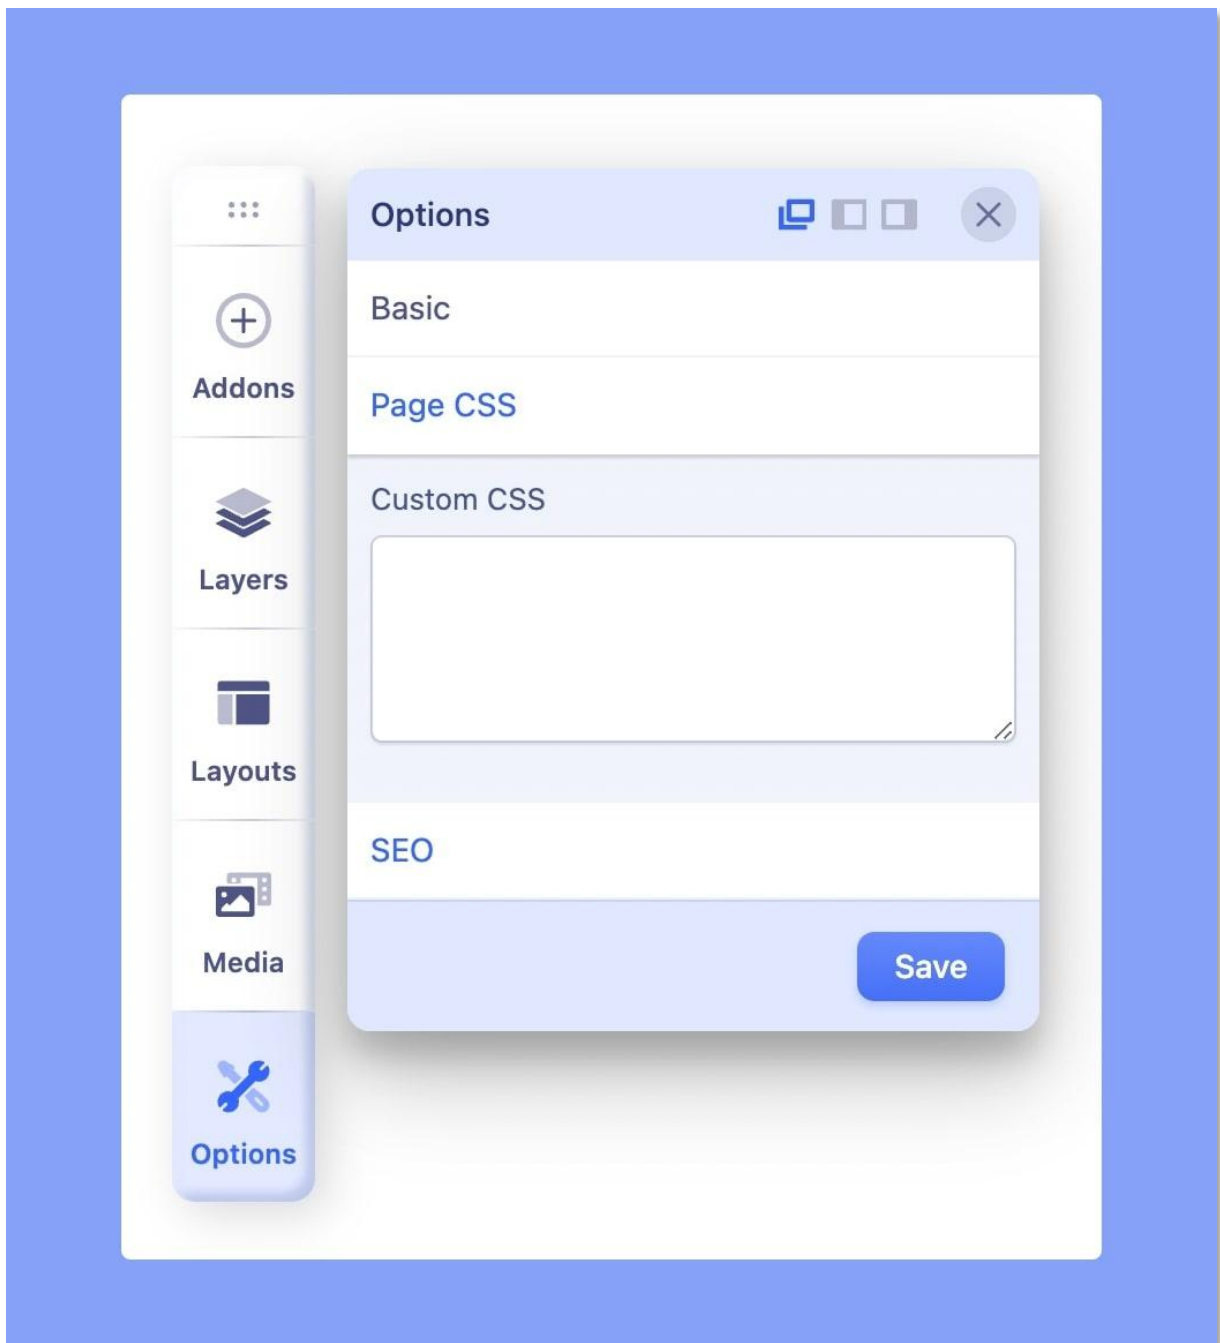 Options
Basic
Page CSS
Custom CSS
SEO
Save
Addons
Layers
Layouts
Media
Options